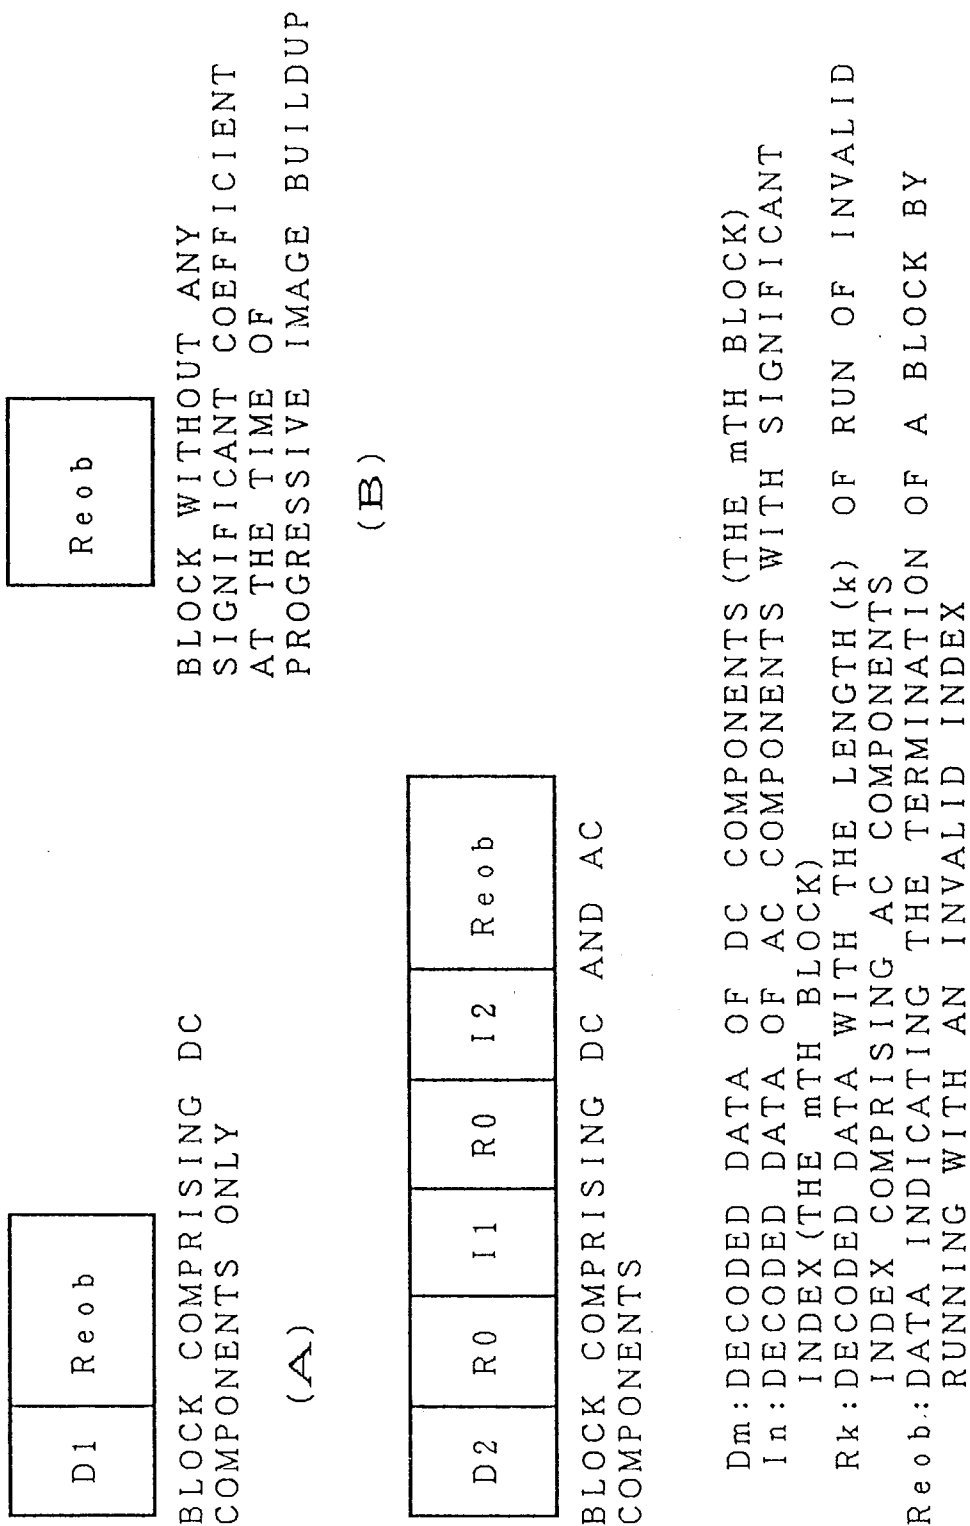 D1 Reob
BLOCK COMPRISING DC
COMPONENTS ONLY
(A)
Reob
BLOCK WITHOUT ANY
SIGNIFICANT COEFFICIENT
AT THE TIME OF
PROGRESSIVE IMAGE BUILDUP
(B)
D2 R0 I1 R0 I2 Reob
BLOCK COMPRISING DC AND AC
COMPONENTS
Dm:DECODED DATA OF DC COMPONENTS(THE mTH BLOCK)
In:DECODED DATA OF AC COMPONENTS WITH SIGNIFICANT
INDEX(THE mTH BLOCK)
Rk:DECODED DATA WITH THE LENGTH(k) OF RUN OF INVALID
INDEX COMPRISING AC COMPONENTS
Reob:DATA INDICATING THE TERMINATION OF A BLOCK BY
RUNNING WITH AN INVALID INDEX